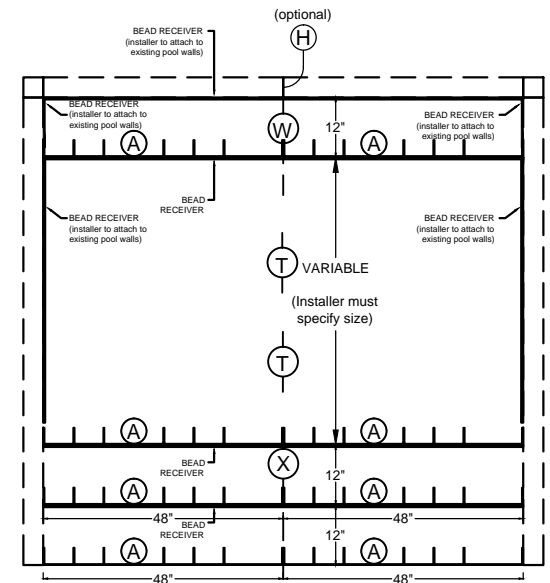 (optional)
H
BEAD RECEIVER
(installer to attach to
existing pool walls)
BEAD RECEIVER
(installer to attach to
existing pool walls)
BEAD RECEIVER
(installer to attach to
existing pool walls)
W
12"
A
A
BEAD
RECEIVER
BEAD RECEIVER
(installer to attach to
existing pool walls)
BEAD RECEIVER
(installer to attach to
existing pool walls)
T
VARIABLE
(Installer must
specify size)
T
A
A
BEAD
RECEIVER
X
12"
A
A
48"
48"
BEAD
RECEIVER
12"
A
A
48"
48"